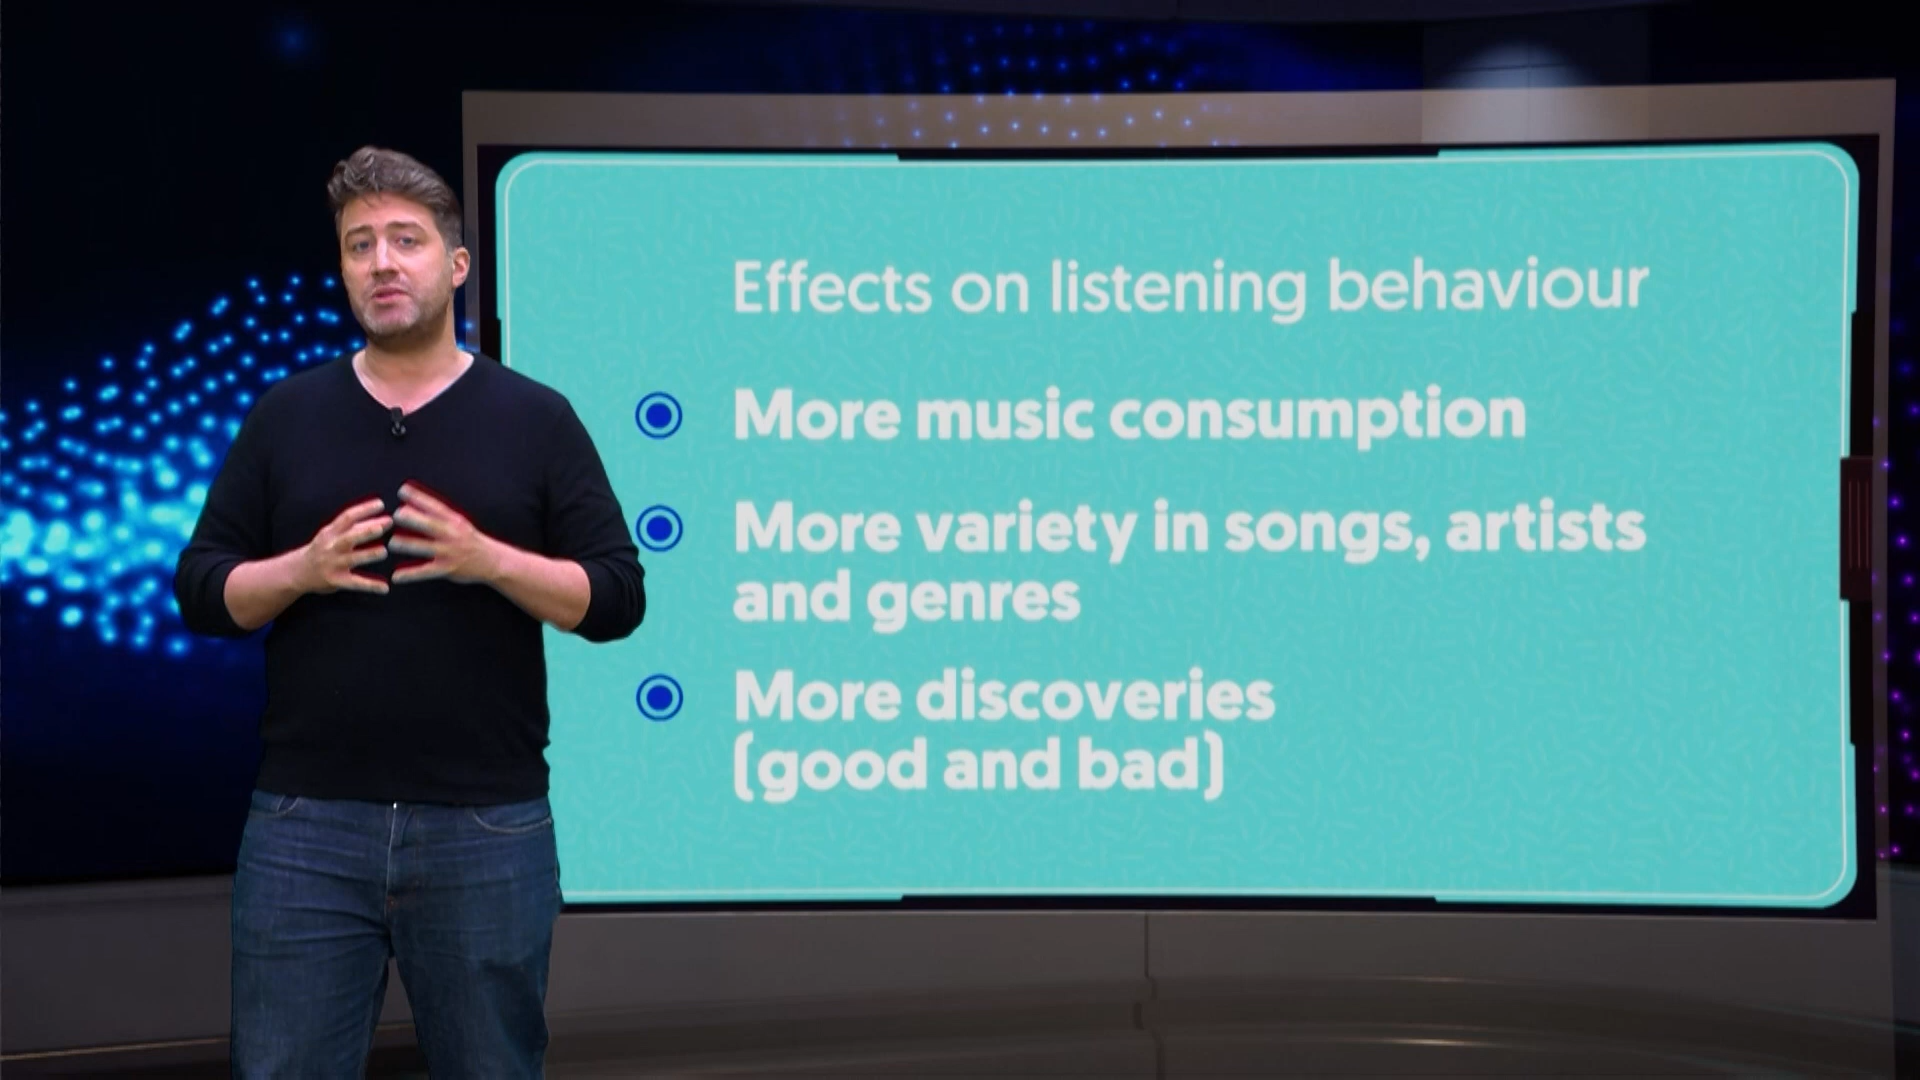 Effects on listening behaviour
More music consumption
More variety in songs, artists
and genres
More discoveries
(good and bad)